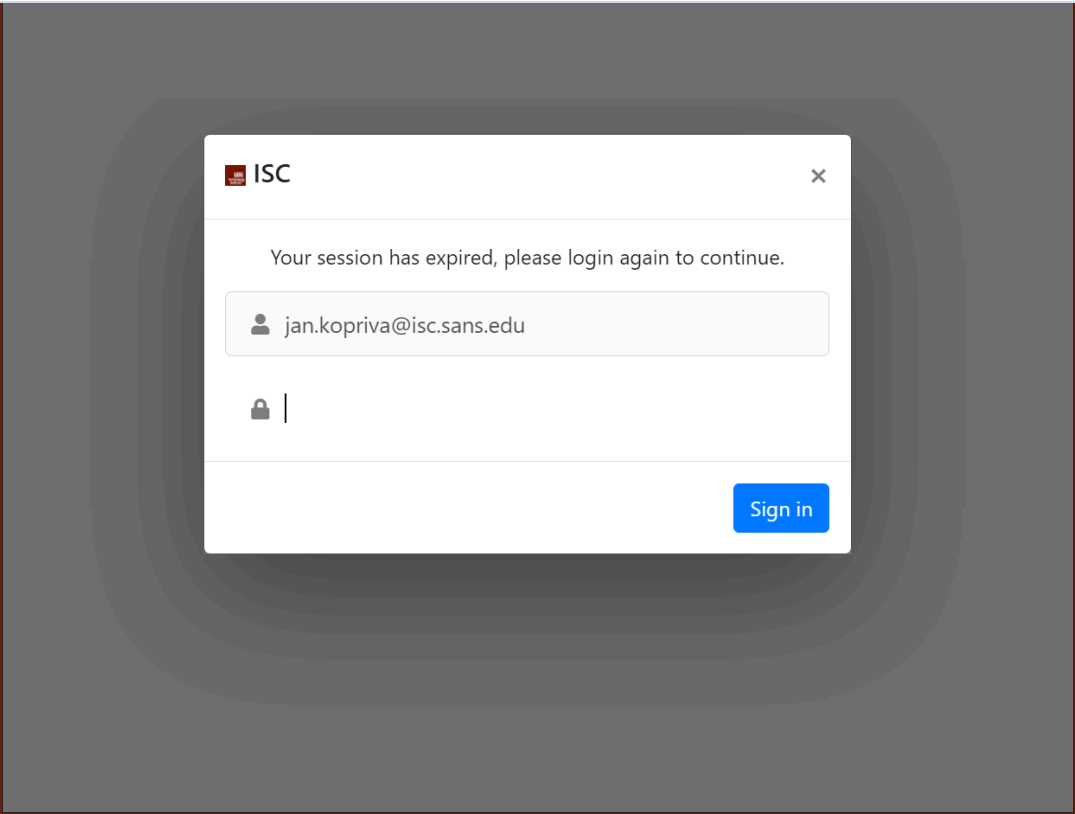 ISC
Your session has expired, please login again to continue.
jan.kopriva@isc.sans.edu
Sign in